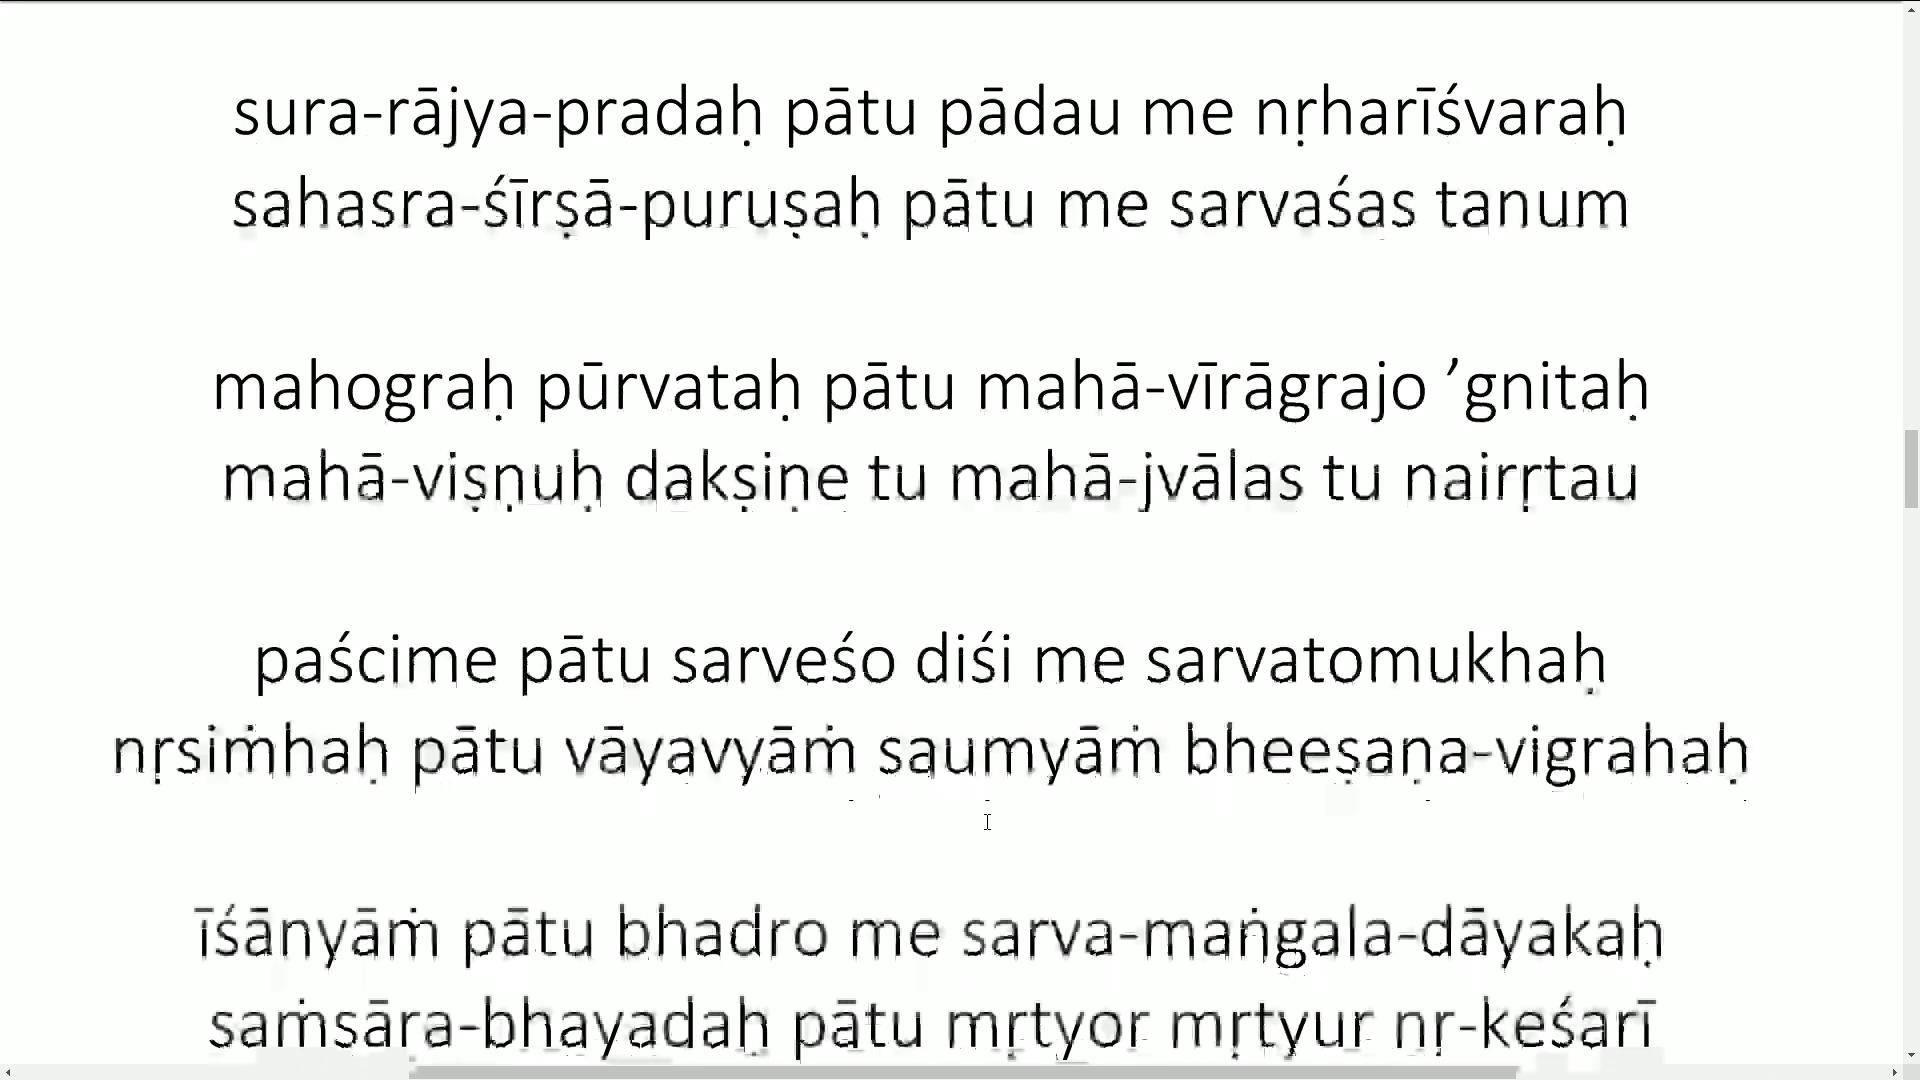 sura-rājya-pradaḥ pātu pādau me nṛharīśvaraḥ
sahasra-śīrṣā-puruṣaḥ pātu me sarvaśas tanum
mahograḥ pūrvataḥ pātu mahā-vīrāgrajo ’gnitaḥ
mahā-viṣṇuḥ dakṣiṇe tu mahā-jvālas tu nairṛtau
paścime pātu sarveśo diśi me sarvatomukhaḥ
nṛsiṁhaḥ pātu vāyavyāṁ saumyāṁ bheeṣaṇa-vigrahaḥ
īśānyāṁ pātu bhadro me sarva-maṅgala-dāyakaḥ
saṁsāra-bhayadaḥ pātu mṛtyor mṛtyur nṛ-keśarī